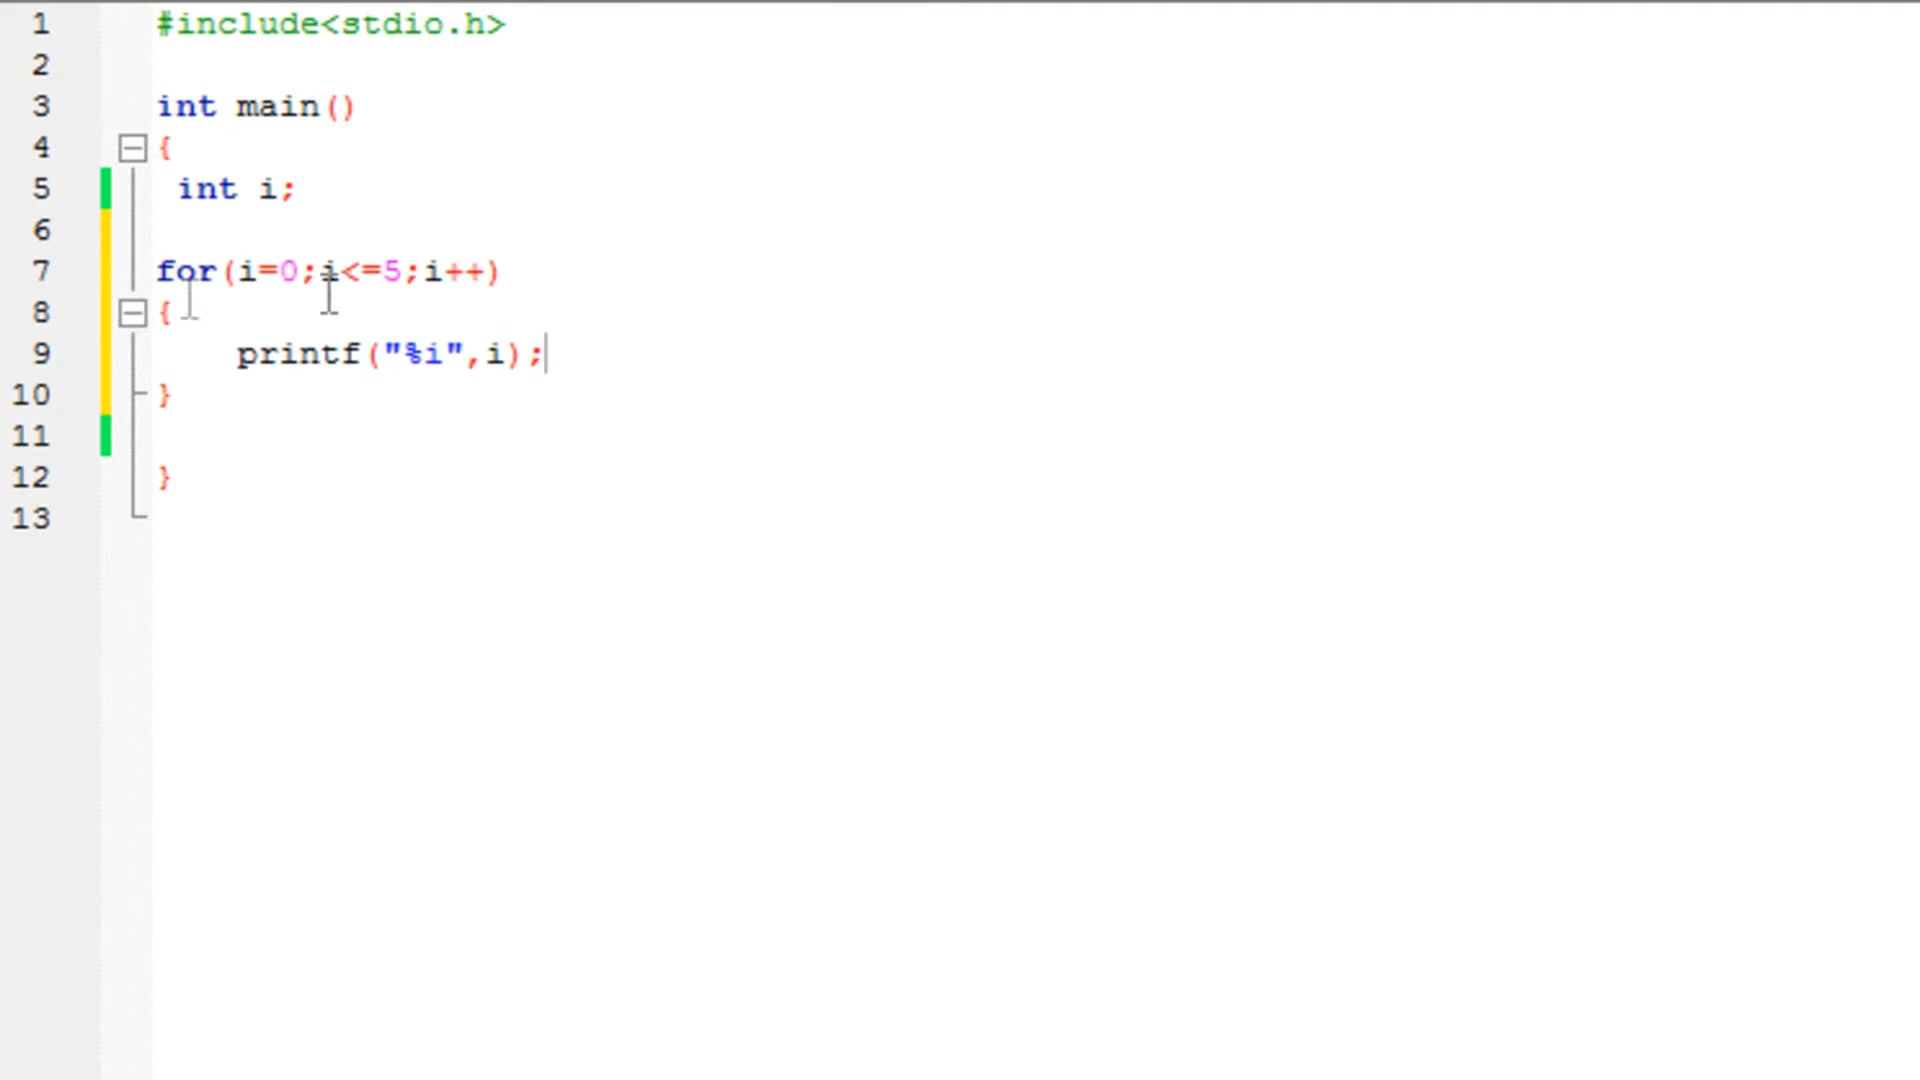 1 #include<stdio.h>
2
3 int main()
4 {
5 int i;
6
7 for(i=0;i<=5;i++)
8 {
9 printf("%i",i);
10 }
11
12 }
13